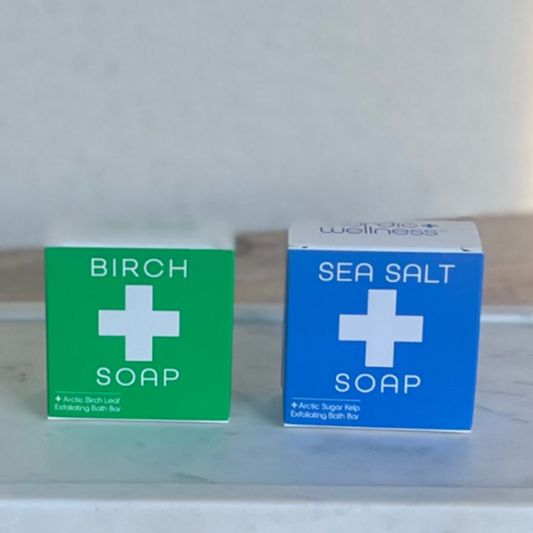 BIRCH
SOAP
+ Arctic Birch Leaf
Exfoliating Bath Bar
wellness
SEA SALT
SOAP
+ Arctic Sugar Kelp
Exfoliating Bath Bar